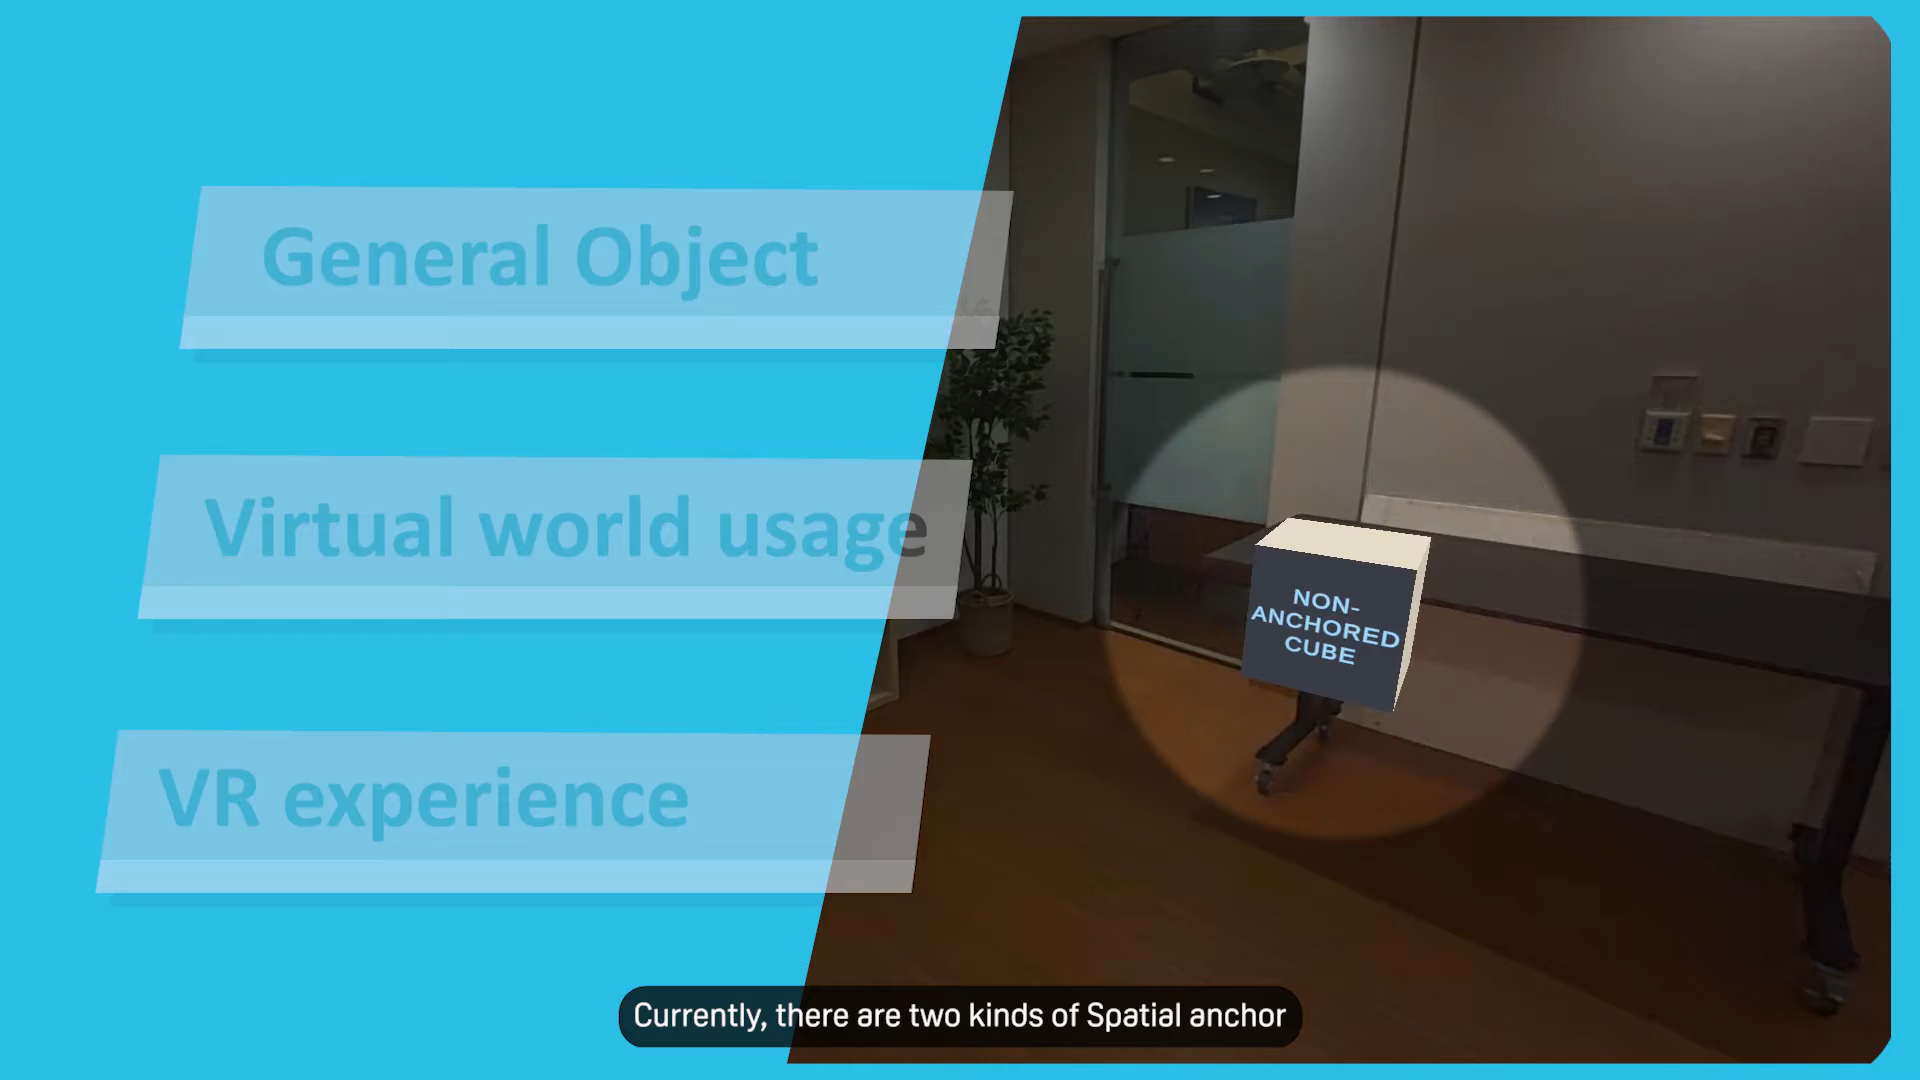 General Object
Virtual world usage
VR experience
NON-
ANCHORED
CUBE
Currently, there are two kinds of Spatial anchor